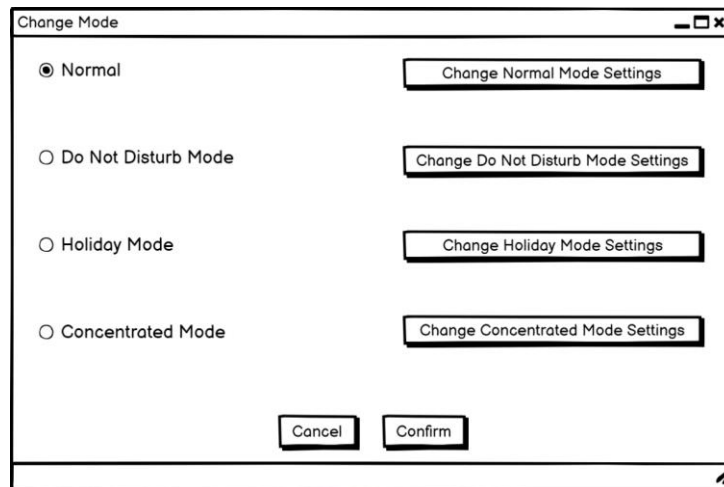 Change Mode
Normal
Change Normal Mode Settings
Do Not Disturb Mode
Change Do Not Disturb Mode Settings
Holiday Mode
Change Holiday Mode Settings
Concentrated Mode
Change Concentrated Mode Settings
Cancel
Confirm